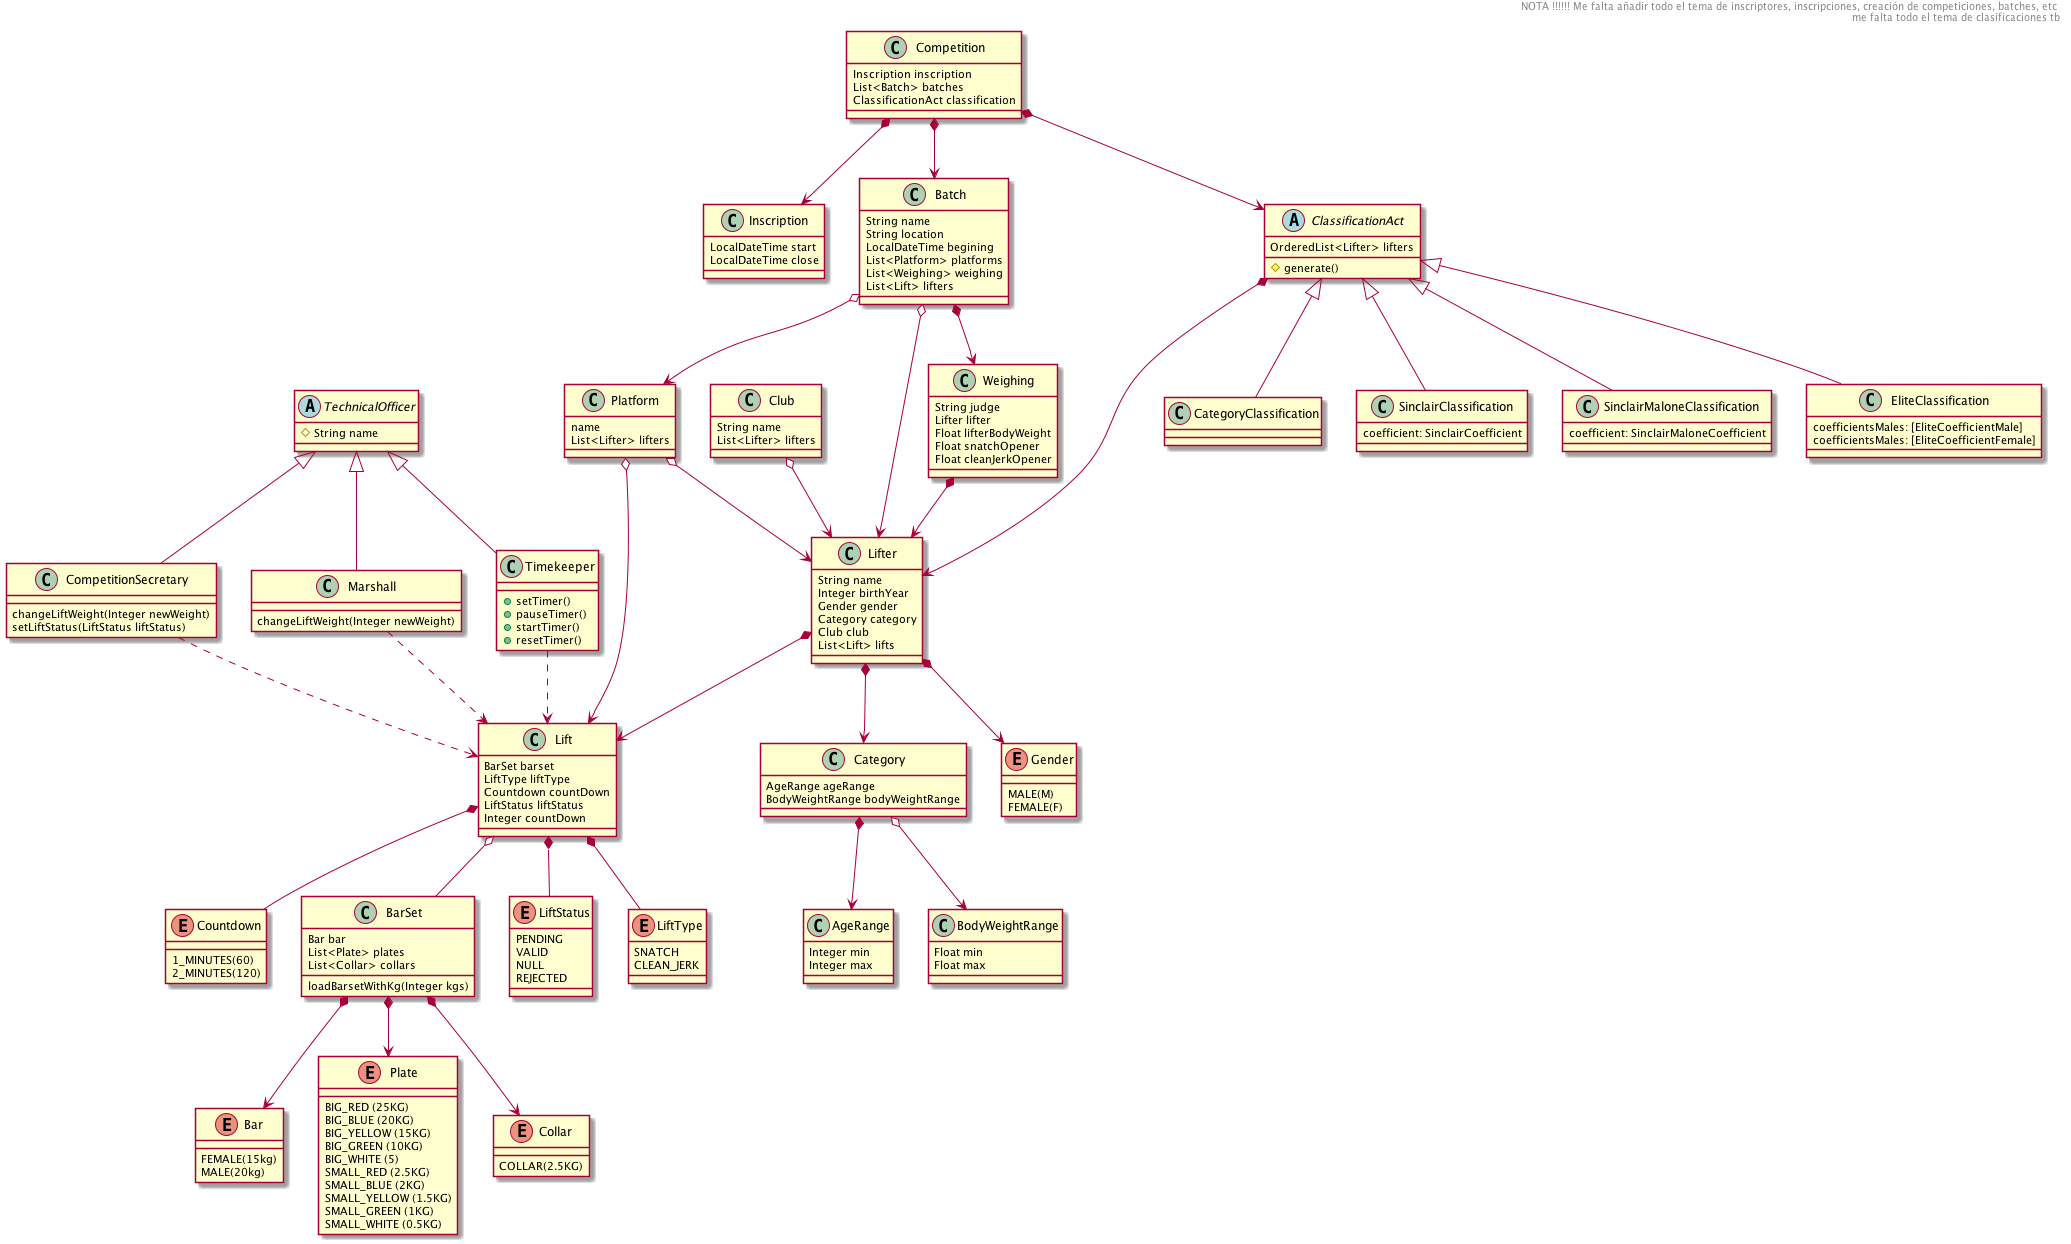 NOTA !!!!!! Me falta añadir todo el tema de inscriptores, inscripciones, creación de competiciones, batches, etc
me falta todo el tema de clasificaciones tb
C Competition
Inscription inscription
List<Batch> batches
ClassificationAct classification
C Inscription
LocalDateTime start
LocalDateTime close
C Batch
String name
String location
LocalDateTime begining
List<Platform> platforms
List<Weighing> weighing
List<Lift> lifters
A ClassificationAct
OrderedList<Lifter> lifters
generate()
A TechnicalOfficer
String name
C Platform
name
List<Lifter> lifters
C Club
String name
List<Lifter> lifters
C Weighing
String judge
Lifter lifter
Float lifterBodyWeight
Float snatchOpener
Float cleanJerkOpener
C CategoryClassification
C SinclairClassification
coefficient: SinclairCoefficient
C SinclairMaloneClassification
coefficient: SinclairMaloneCoefficient
C EliteClassification
coefficientsMales: [EliteCoefficientMale]
coefficientsMales: [EliteCoefficientFemale]
C CompetitionSecretary
changeLiftWeight(Integer newWeight)
setLiftStatus(LiftStatus liftStatus)
C Marshall
changeLiftWeight(Integer newWeight)
C Timekeeper
setTimer()
pauseTimer()
startTimer()
resetTimer()
C Lifter
String name
Integer birthYear
Gender gender
Category category
Club club
List<Lift> lifts
C Lift
BarSet barset
LiftType liftType
Countdown countDown
LiftStatus liftStatus
Integer countDown
C Category
AgeRange ageRange
BodyWeightRange bodyWeightRange
E Gender
MALE(M)
FEMALE(F)
E Countdown
1_MINUTES(60)
2_MINUTES(120)
C BarSet
Bar bar
List<Plate> plates
List<Collar> collars
loadBarsetWithKg(Integer kgs)
E LiftStatus
PENDING
VALID
NULL
REJECTED
E LiftType
SNATCH
CLEAN_JERK
C AgeRange
Integer min
Integer max
C BodyWeightRange
Float min
Float max
E Bar
FEMALE(15kg)
MALE(20kg)
E Plate
BIG_RED (25KG)
BIG_BLUE (20KG)
BIG_YELLOW (15KG)
BIG_GREEN (10KG)
BIG_WHITE (5)
SMALL_RED (2.5KG)
SMALL_BLUE (2KG)
SMALL_YELLOW (1.5KG)
SMALL_GREEN (1KG)
SMALL_WHITE (0.5KG)
E Collar
COLLAR(2.5KG)